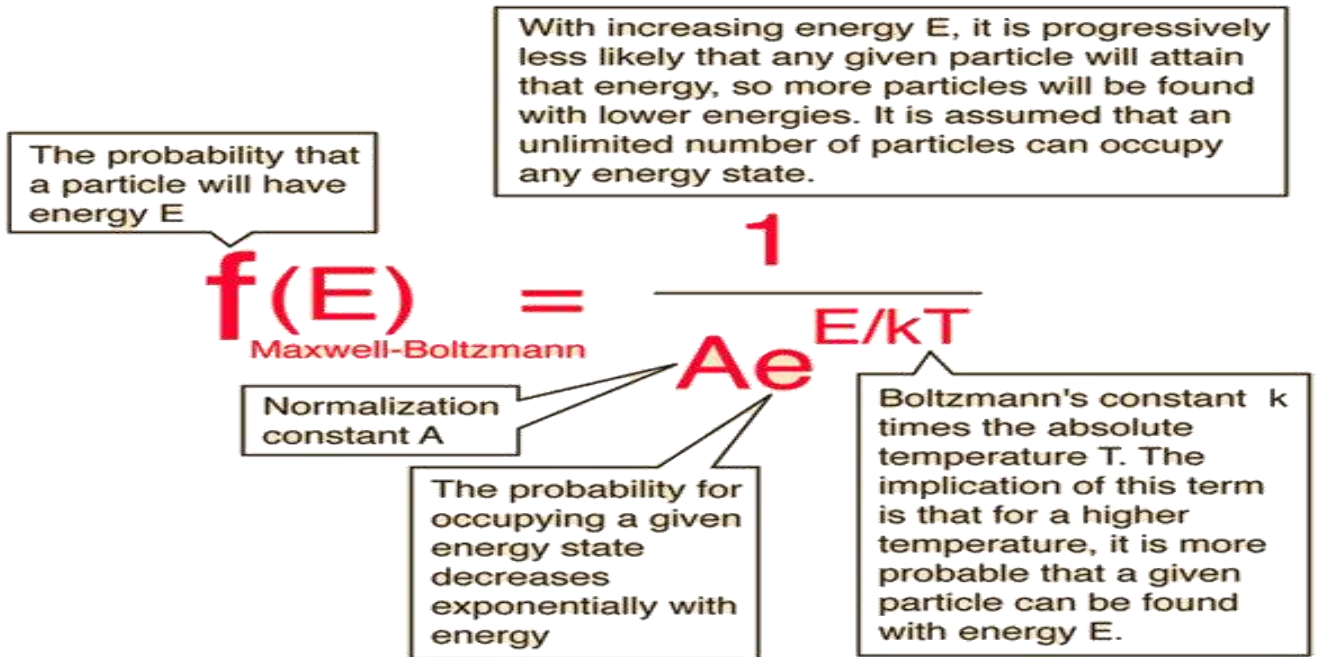 With increasing energy E, it is progressively
less likely that any given particle will attain
that energy, so more particles will be found
with lower energies. It is assumed that an
unlimited number of particles can occupy
any energy state.
The probability that
a particle will have
energy E
f(E) = 1
Maxwell-Boltzmann
Ae^E/kT
Normalization
constant A
The probability for
occupying a given
energy state
decreases
exponentially with
energy
Boltzmann's constant k
times the absolute
temperature T. The
implication of this term
is that for a higher
temperature, it is more
probable that a given
particle can be found
with energy E.